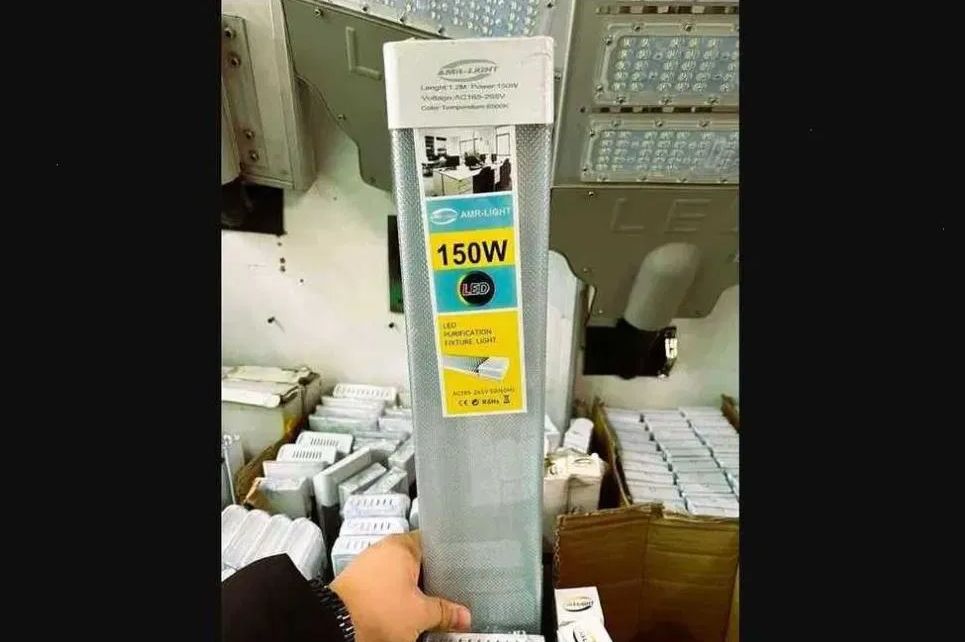 AMR-LIGHT
Lenght:1.2M Power:150W
Voltage:AC165-265V
Color Temperature:6500K
AMR-LIGHT
150W
LED
LED
PURIFICATION
FIXTURE LIGHT
CE RoHs
L
LE